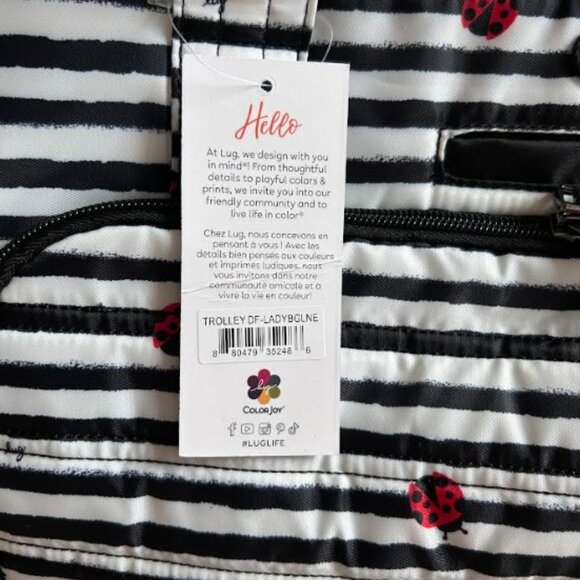 Hello
At Lug, we design with you
in mind®! From thoughtful
details to playful colors &
prints, we invite you into our
friendly community and to
live life in color®
Chez Lug, nous concevons en
pensant à vous ! Avec les
détails bien pensés aux couleurs
et imprimés ludiques, nous
vous invitons dans notre
communauté amicale et à
vivre la vie en couleur!
TROLLEY DF-LADYBGLNE
8 80479 35248 6
lug
COLORJOY®
#LUGLIFE
lug